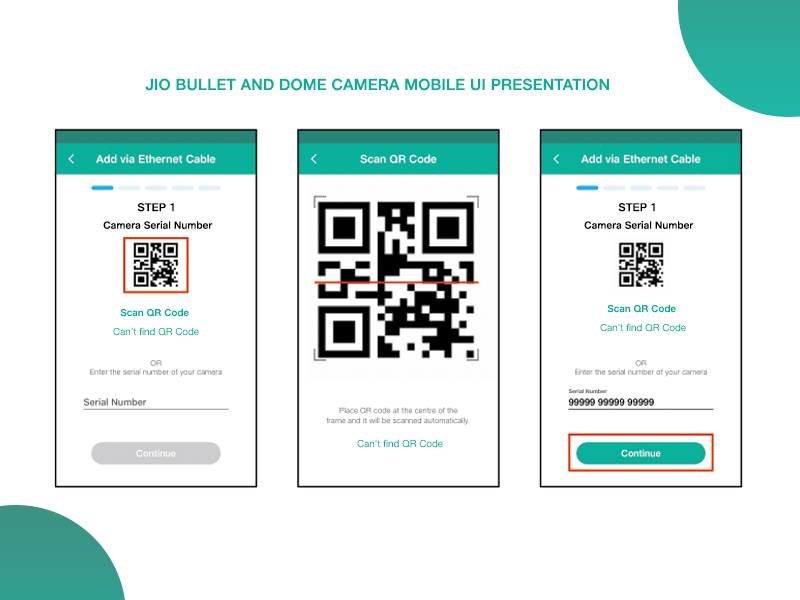 JIO BULLET AND DOME CAMERA MOBILE UI PRESENTATION
Add via Ethernet Cable
STEP 1
Camera Serial Number
Scan QR Code
Can't find QR Code
OR
Enter the serial number of your camera
Serial Number
Continue
Scan QR Code
Place QR code at the centre of the
frame and it will be scanned automatically
Can't find QR Code
Add via Ethernet Cable
STEP 1
Camera Serial Number
Scan QR Code
Can't find QR Code
OR
Enter the serial number of your camera
Serial Number
99999 99999 99999
Continue